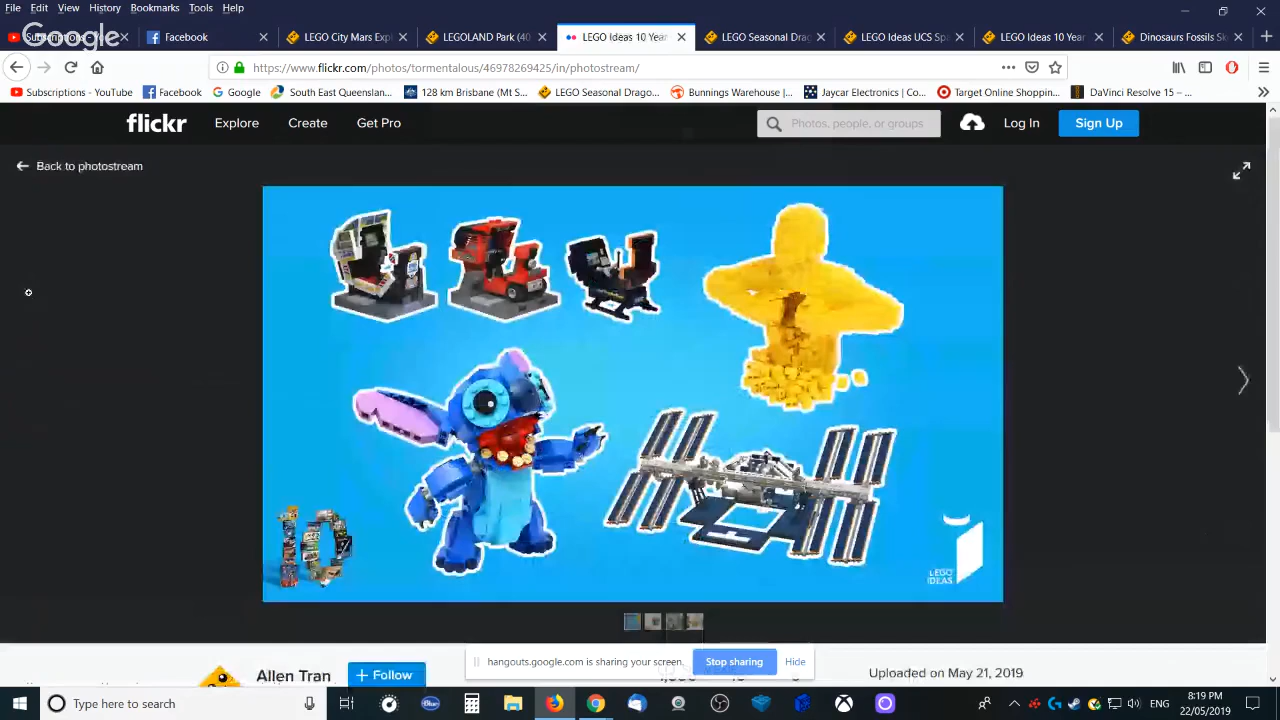 File Edit View History Bookmarks Tools Help
Google
Facebook
LEGO City Mars Expl
LEGOLAND Park (40
LEGO Ideas 10 Year
LEGO Seasonal Drag
LEGO Ideas UCS Sp
LEGO Ideas 10 Year
Dinosaurs Fossils Sk
https://www.flickr.com/photos/tormentalous/46978269425/in/photostream/
Subscriptions - YouTube
Facebook
Google
South East Queenslan...
128 km Brisbane (Mt S...
LEGO Seasonal Drago...
Bunnings Warehouse |...
Jaycar Electronics | Co...
Target Online Shoppin...
DaVinci Resolve 15 – ...
flickr Explore Create Get Pro
Photos, people, or groups
Log In
Sign Up
Back to photostream
10
LEGO
IDEAS
hangouts.google.com is sharing your screen.
Stop sharing
Hide
Allen Tran
+ Follow
Uploaded on May 21, 2019
Type here to search
Blue
ENG
8:19 PM
22/05/2019